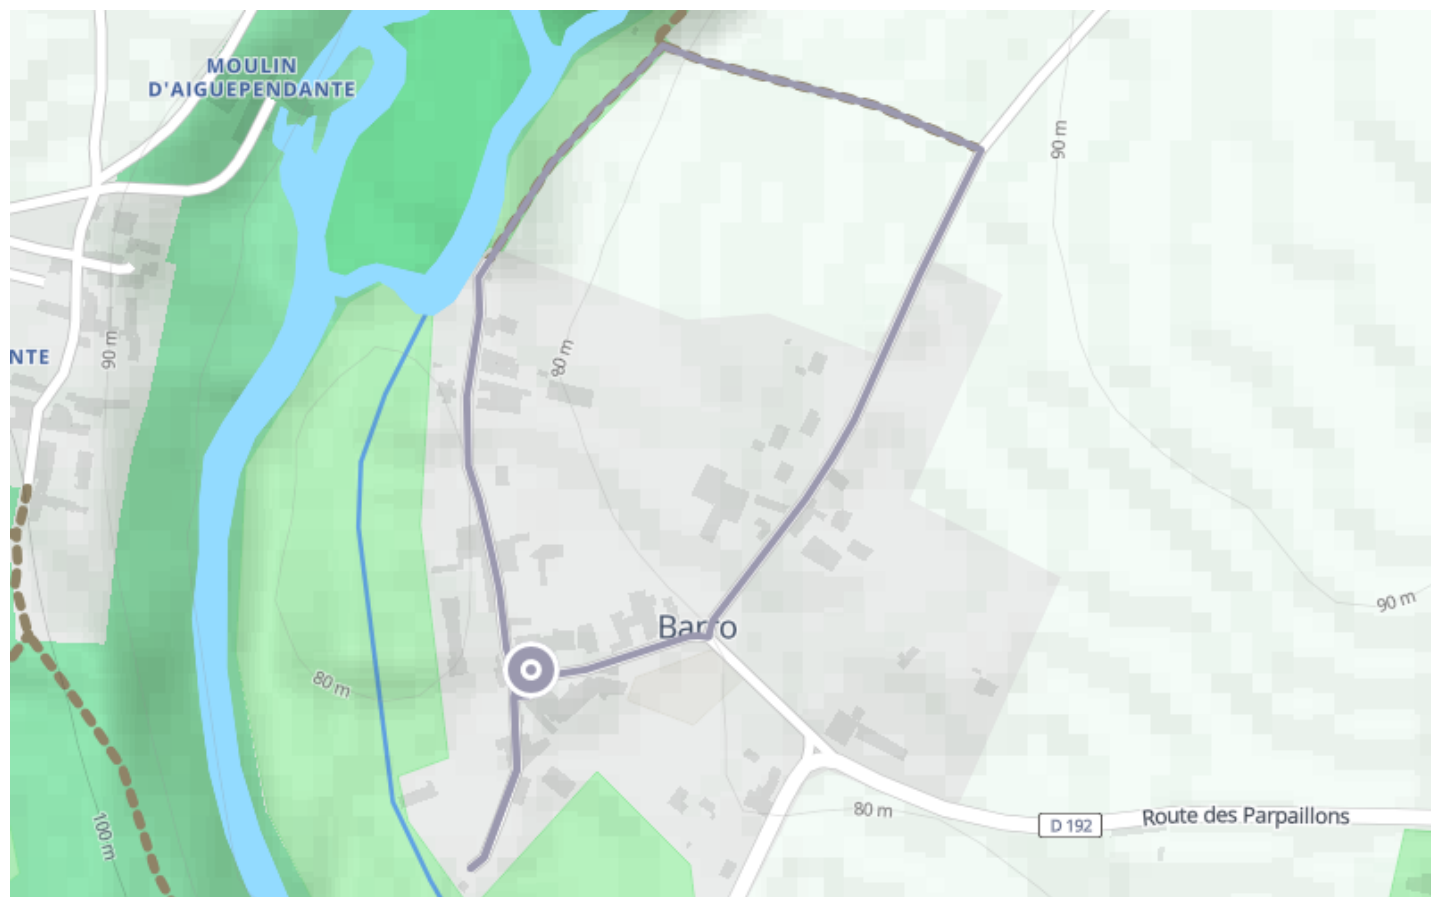 MOULIN
D'AIGUEPENDANTE
90 m
NTE
90 m
80 m
Barro
90 m
80 m
80 m
D 192
Route des Parpaillons
100 m